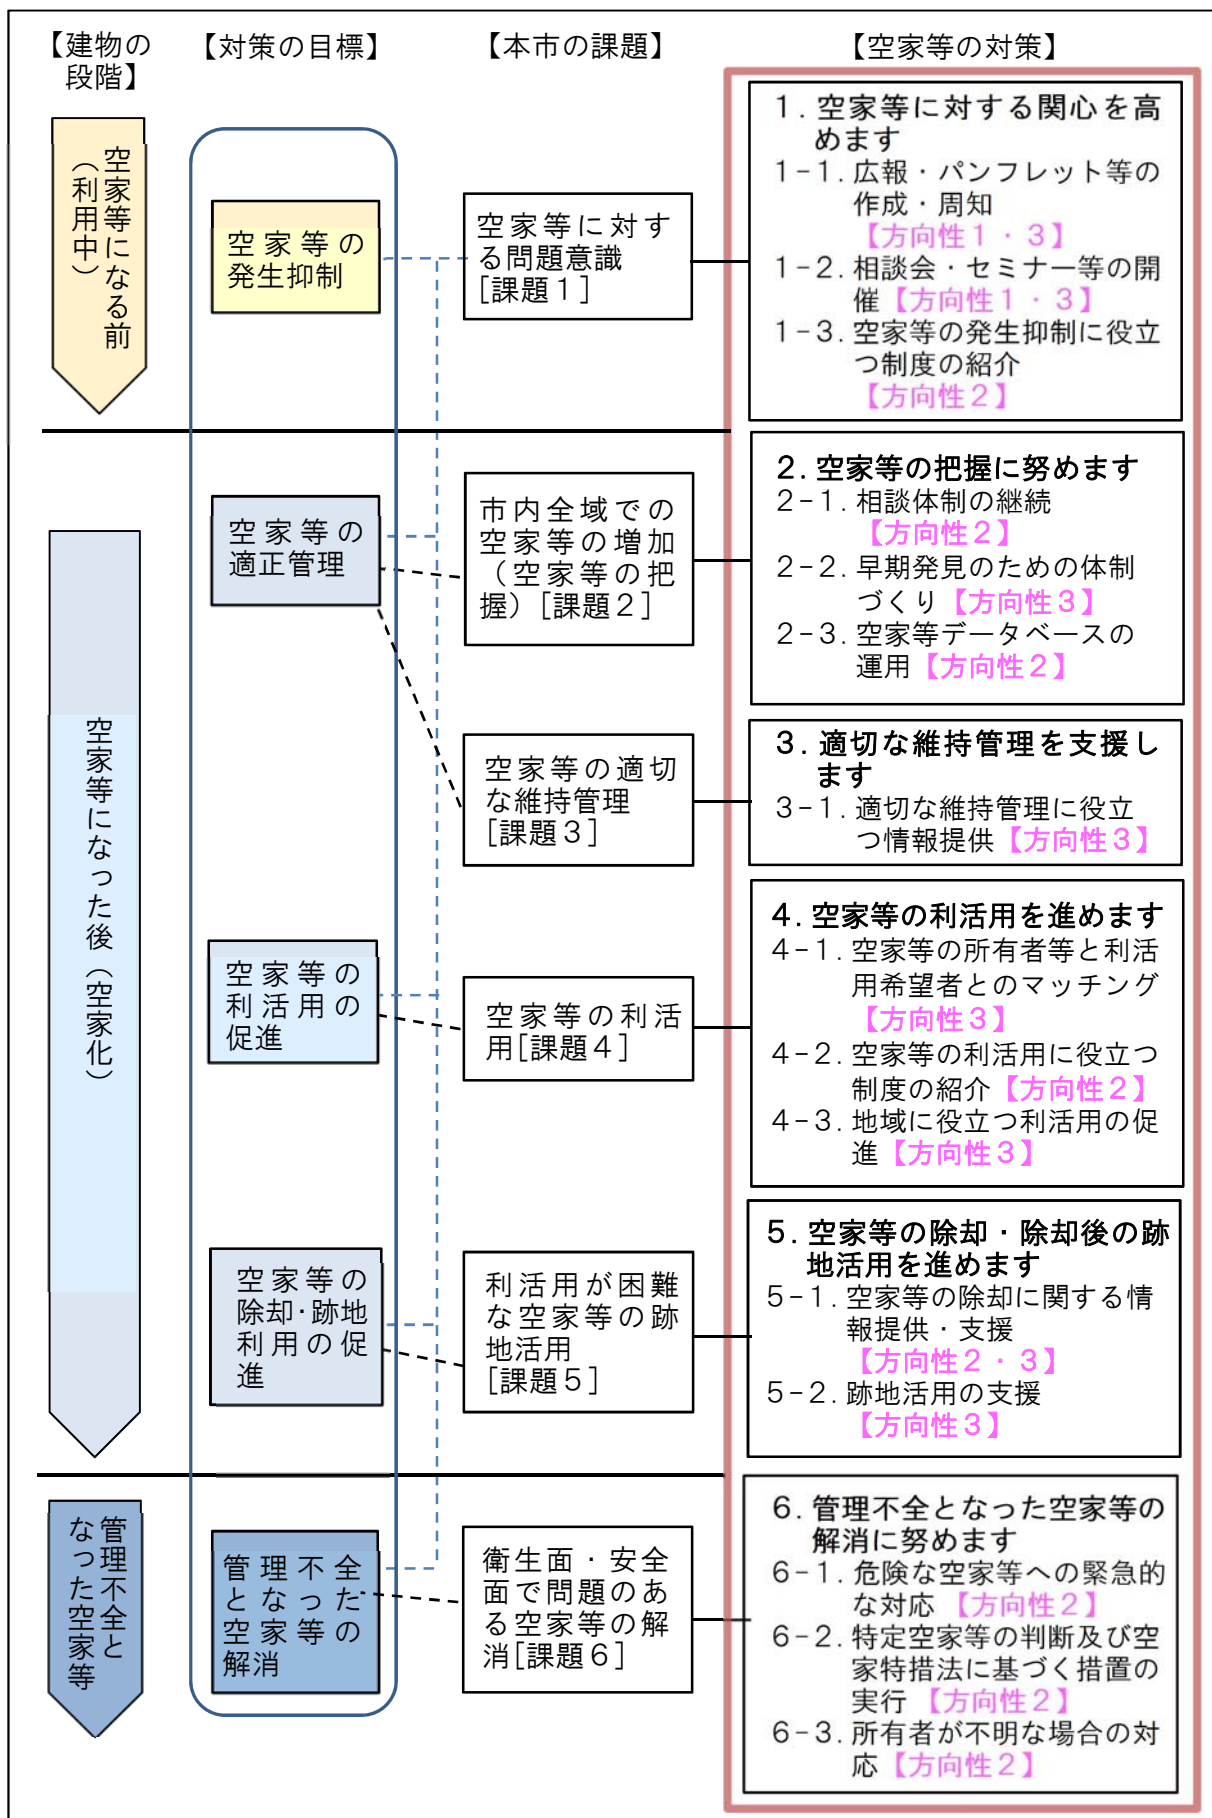 【建物の
段階】
【対策の目標】
【本市の課題】
【空家等の対策】
空家等になる前
（利用中）
空家等の
発生抑制
空家等に対す
る問題意識
[課題１]
１. 空家等に対する関心を高
めます
１-１. 広報・パンフレット等の
作成・周知
【方向性１・３】
１-２. 相談会・セミナー等の開
催【方向性１・３】
１-３. 空家等の発生抑制に役立
つ制度の紹介
【方向性２】
空家等になった後（空家化）
空家等の
適正管理
市内全域での
空家等の増加
（空家等の把
握）[課題２]
２. 空家等の把握に努めます
２-１. 相談体制の継続
【方向性２】
２-２. 早期発見のための体制
づくり【方向性３】
２-３. 空家等データベースの
運用【方向性２】
空家等の適切
な維持管理
[課題３]
３. 適切な維持管理を支援し
ます
３-１. 適切な維持管理に役立
つ情報提供【方向性３】
空家等の
利活用の
促進
空家等の利活
用[課題４]
４. 空家等の利活用を進めます
４-１. 空家等の所有者等と利活
用希望者とのマッチング
【方向性３】
４-２. 空家等の利活用に役立つ
制度の紹介【方向性２】
４-３. 地域に役立つ利活用の促
進【方向性３】
空家等の
除却・跡地
利用の促
進
利活用が困難
な空家等の跡
地活用
[課題５]
５. 空家等の除却・除却後の跡
地活用を進めます
５-１. 空家等の除却に関する情
報提供・支援
【方向性２・３】
５-２. 跡地活用の支援
【方向性３】
管理不全と
なった空家等
管理不全
となった
空家等の
解消
衛生面・安全
面で問題のあ
る空家等の解
消[課題６]
６. 管理不全となった空家等の
解消に努めます
６-１. 危険な空家等への緊急的
な対応【方向性２】
６-２. 特定空家等の判断及び空
家特措法に基づく措置の
実行【方向性２】
６-３. 所有者が不明な場合の対
応【方向性２】